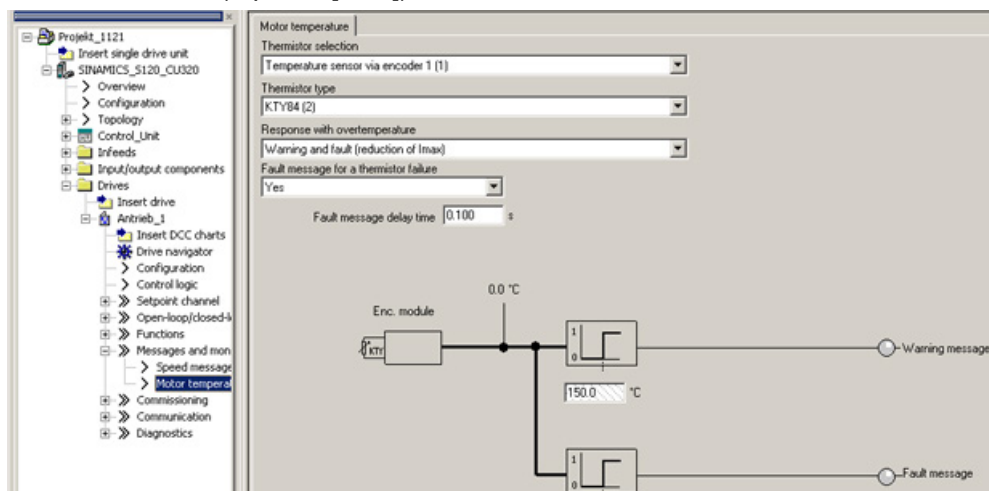 Projekt_1121
Insert single drive unit
SINAMICS_S120_CU320
Overview
Configuration
Topology
Control_Unit
Infeeds
Input/output components
Drives
Insert drive
Antrieb_1
Insert DCC charts
Drive navigator
Configuration
Control logic
Setpoint channel
Open-loop/closed-l
Functions
Messages and mon
Speed message
Motor temperat
Commissioning
Communication
Diagnostics
Motor temperature
Thermistor selection
Temperature sensor via encoder 1 (1)
Thermistor type
KTY84 (2)
Response with overtemperature
Warning and fault (reduction of Imax)
Fault message for a thermistor failure
Yes
Fault message delay time 0.100 s
0.0 °C
Enc. module
KTY
1
0
Warning message
150.0 °C
1
0
Fault message